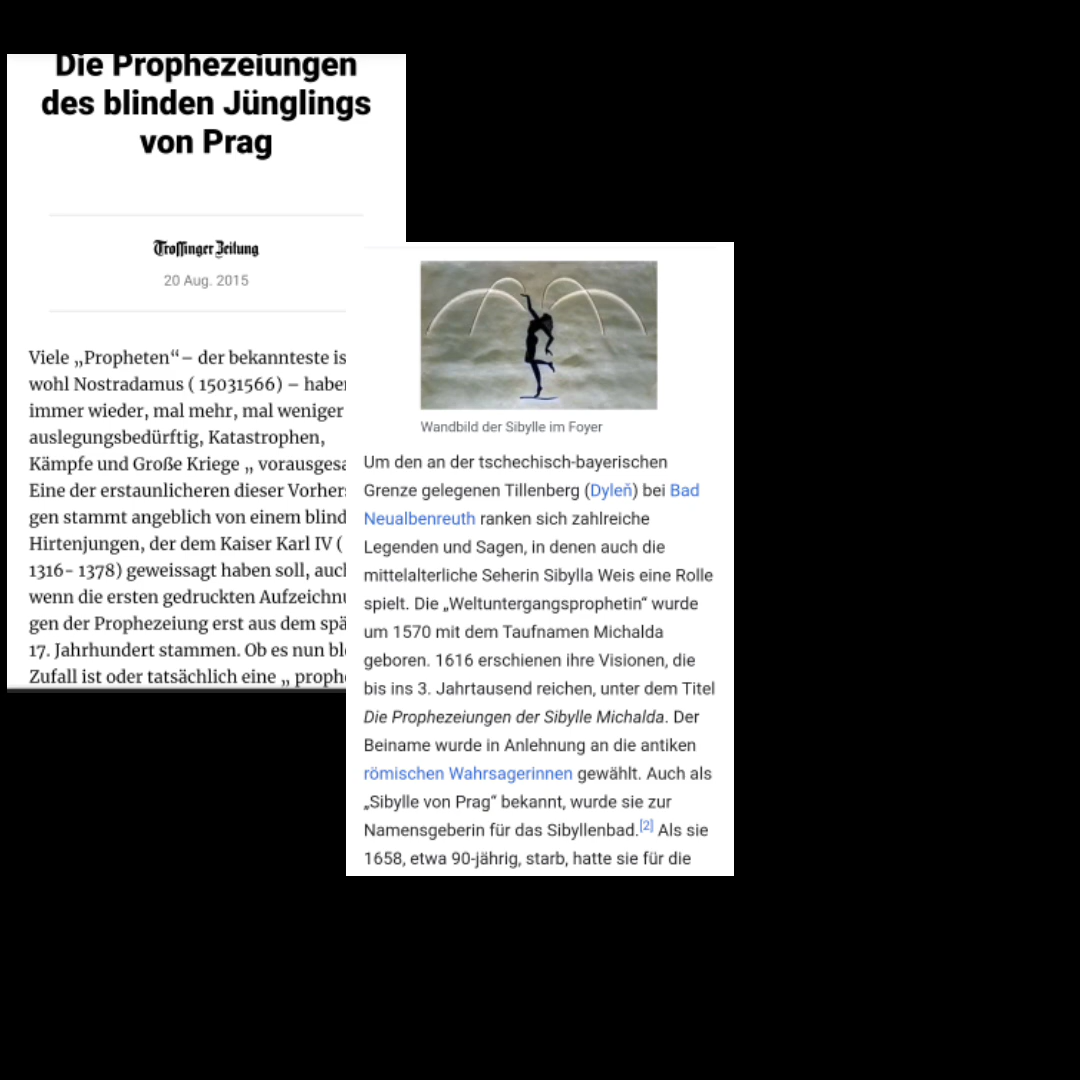 Die Prophezeiungen
des blinden Jünglings
von Prag
Trossinger Zeitung
20 Aug. 2015
Viele „Propheten“– der bekannteste is
wohl Nostradamus ( 15031566) – haben
immer wieder, mal mehr, mal weniger
auslegungsbedürftig, Katastrophen,
Kämpfe und Große Kriege „ vorausgesa
Eine der erstaunlicheren dieser Vorhers
gen stammt angeblich von einem blind
Hirtenjungen, der dem Kaiser Karl IV (
1316- 1378) geweissagt haben soll, auch
wenn die ersten gedruckten Aufzeichnu
gen der Prophezeiung erst aus dem spä
17. Jahrhundert stammen. Ob es nun blo
Zufall ist oder tatsächlich eine „ prophe
Wandbild der Sibylle im Foyer
Um den an der tschechisch-bayerischen
Grenze gelegenen Tillenberg (Dyleň) bei Bad
Neualbenreuth ranken sich zahlreiche
Legenden und Sagen, in denen auch die
mittelalterliche Seherin Sibylla Weis eine Rolle
spielt. Die „Weltuntergangsprophetin“ wurde
um 1570 mit dem Taufnamen Michalda
geboren. 1616 erschienen ihre Visionen, die
bis ins 3. Jahrtausend reichen, unter dem Titel
Die Prophezeiungen der Sibylle Michalda. Der
Beiname wurde in Anlehnung an die antiken
römischen Wahrsagerinnen gewählt. Auch als
„Sibylle von Prag“ bekannt, wurde sie zur
Namensgeberin für das Sibyllenbad.[2] Als sie
1658, etwa 90-jährig, starb, hatte sie für die